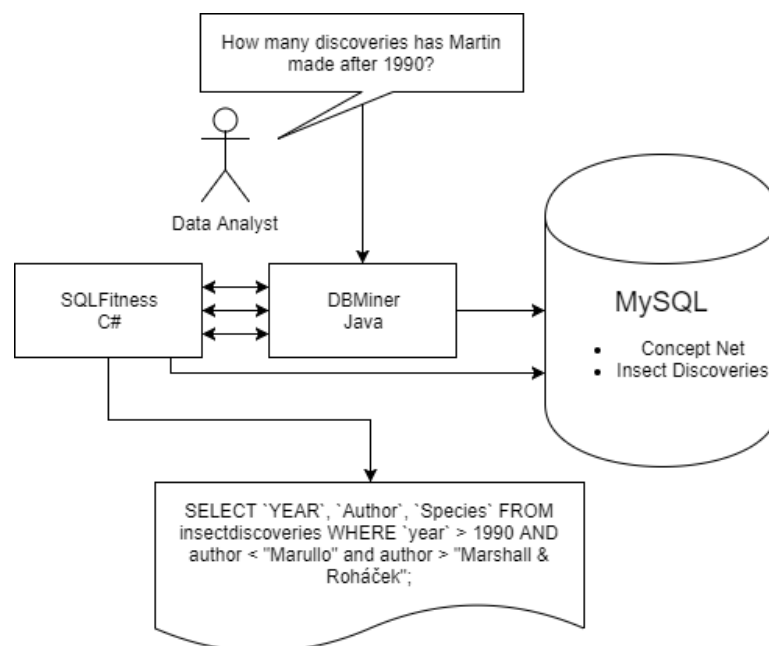 How many discoveries has Martin
made after 1990?
Data Analyst
SQLFitness
C#
DBMiner
Java
MySQL
Concept Net
Insect Discoveries
SELECT `YEAR`, `Author`, `Species` FROM
insectdiscoveries WHERE `year` > 1990 AND
author < "Marullo" and author > "Marshall &
Roháček";